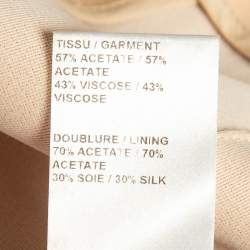 TISSU / GARMENT
57% ACETATE / 57%
ACETATE
43% VISCOSE / 43%
VISCOSE
DOUBLURE / LINING
70% ACETATE / 70%
ACETATE
30% SOIE / 30% SILK